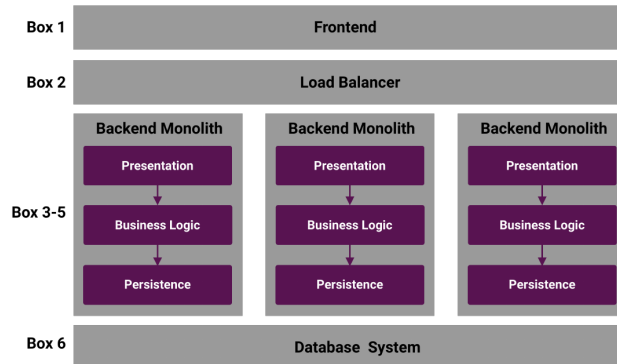 Box 1
Frontend
Box 2
Load Balancer
Box 3-5
Backend Monolith
Presentation
Business Logic
Persistence
Backend Monolith
Presentation
Business Logic
Persistence
Backend Monolith
Presentation
Business Logic
Persistence
Box 6
Database System